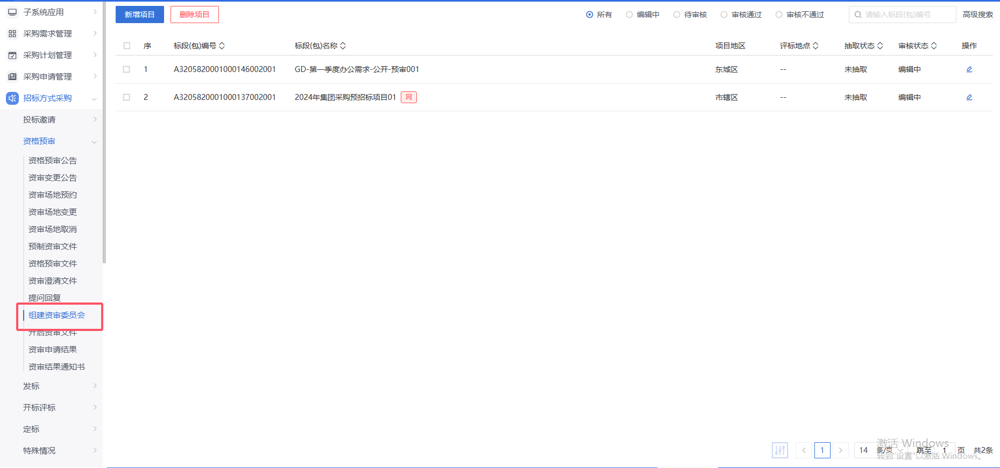 子系统应用
采购需求管理
采购计划管理
采购申请管理
招标方式采购
投标邀请
资格预审
资格预审公告
资审变更公告
资审场地预约
资审场地变更
资审场地取消
预制资审文件
资格预审文件
资审澄清文件
提问回复
组建资审委员会
开启资审文件
资审申请结果
资审结果通知书
发标
开标评标
定标
特殊情况
新增项目 删除项目 所有 编辑中 待审核 审核通过 审核不通过 请输入标段(包)编号 高级搜索
序 标段(包)编号 标段(包)名称 项目地区 评标地点 抽取状态 审核状态 操作
1 A3205820001000146002001 GD-第一季度办公需求-公开-预审001 东城区 -- 未抽取 编辑中
2 A3205820001000137002001 2024年集团采购预招标项目01 网 市辖区 -- 未抽取 编辑中
1 14 条/页 跳至 1 页 共2条
激活 Windows
转到"设置"以激活 Windows。